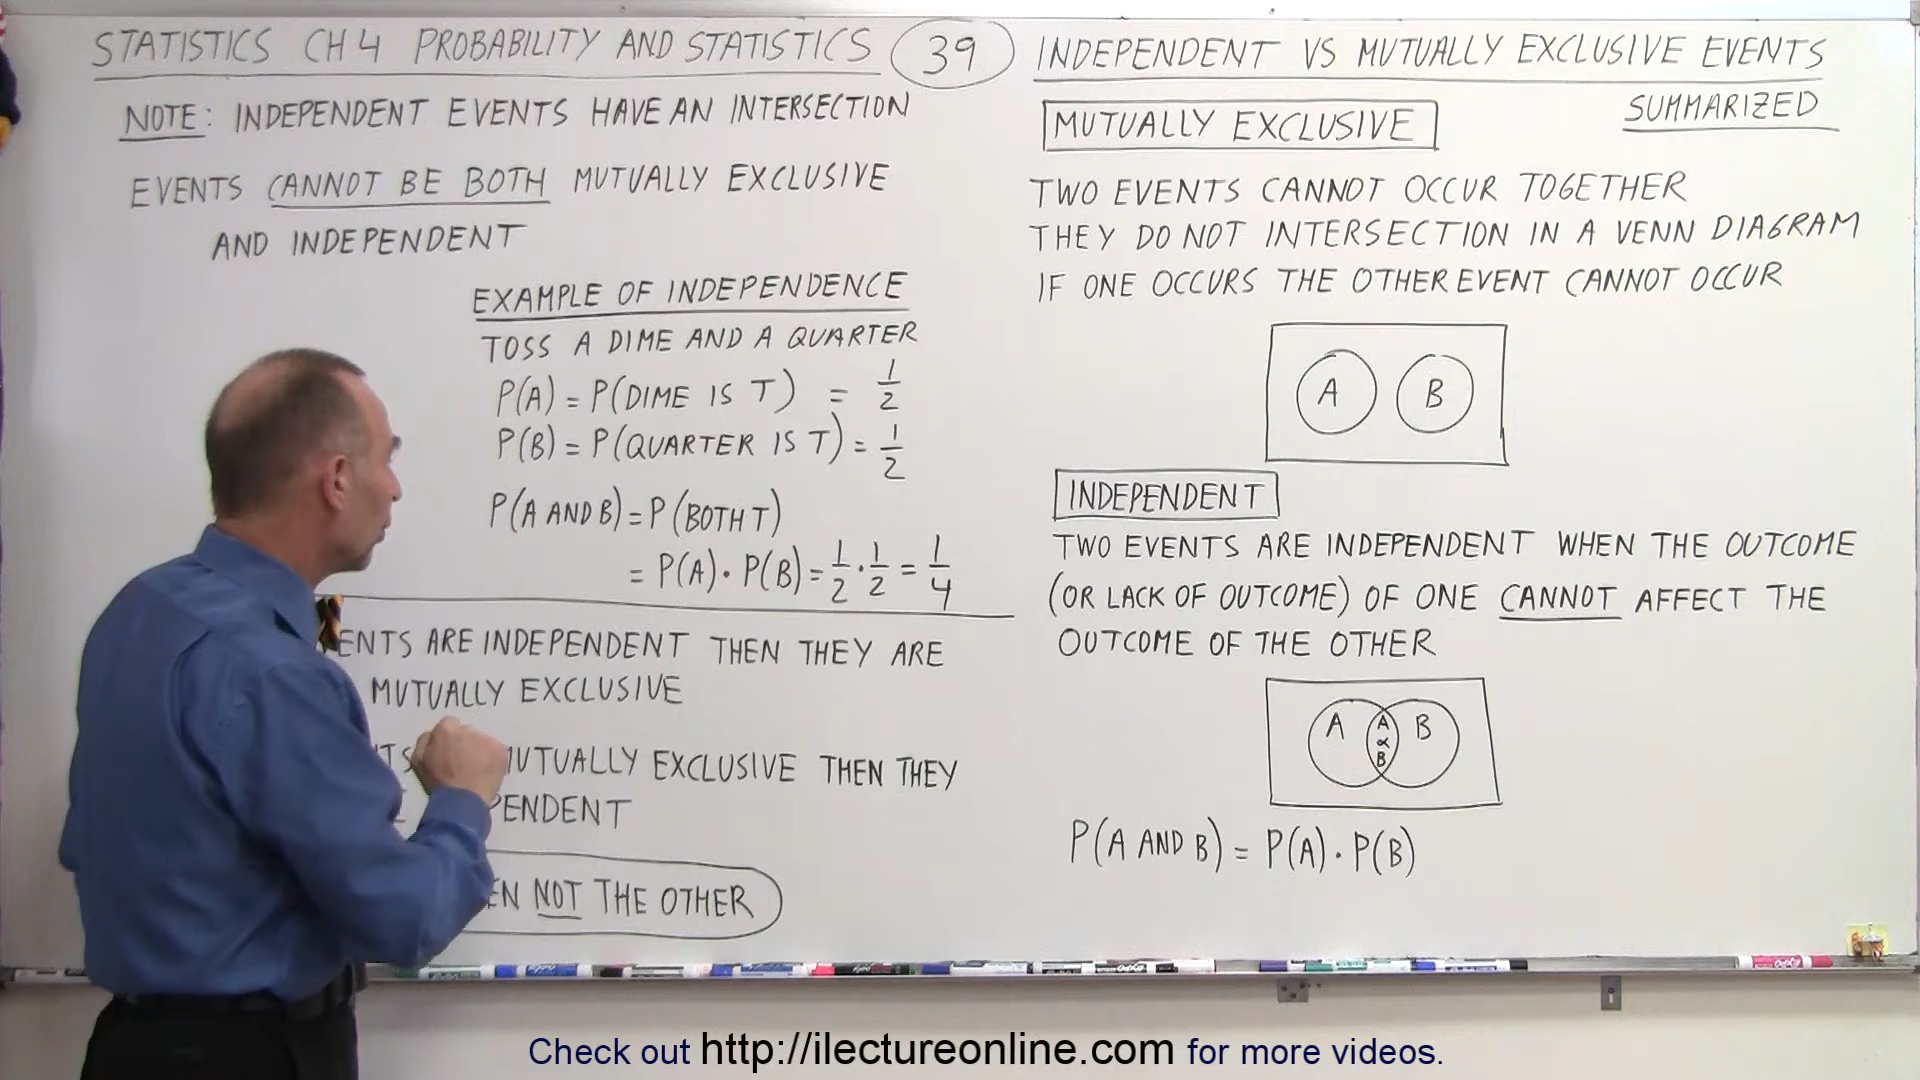 STATISTICS CH 4 PROBABILITY AND STATISTICS 39 INDEPENDENT VS MUTUALLY EXCLUSIVE EVENTS
SUMMARIZED
NOTE: INDEPENDENT EVENTS HAVE AN INTERSECTION
EVENTS CANNOT BE BOTH MUTUALLY EXCLUSIVE
AND INDEPENDENT
EXAMPLE OF INDEPENDENCE
TOSS A DIME AND A QUARTER
P(A) = P(DIME IS T) = 1/2
P(B) = P(QUARTER IS T) = 1/2
P(A AND B) = P(BOTH T)
= P(A) · P(B) = 1/2 · 1/2 = 1/4
ENTS ARE INDEPENDENT THEN THEY ARE
MUTUALLY EXCLUSIVE
MUTUALLY EXCLUSIVE THEN THEY
PENDENT
EN NOT THE OTHER
MUTUALLY EXCLUSIVE
TWO EVENTS CANNOT OCCUR TOGETHER
THEY DO NOT INTERSECTION IN A VENN DIAGRAM
IF ONE OCCURS THE OTHER EVENT CANNOT OCCUR
A B
INDEPENDENT
TWO EVENTS ARE INDEPENDENT WHEN THE OUTCOME
(OR LACK OF OUTCOME) OF ONE CANNOT AFFECT THE
OUTCOME OF THE OTHER
A A & B B
P(A AND B) = P(A) · P(B)
Check out http://ilectureonline.com for more videos.